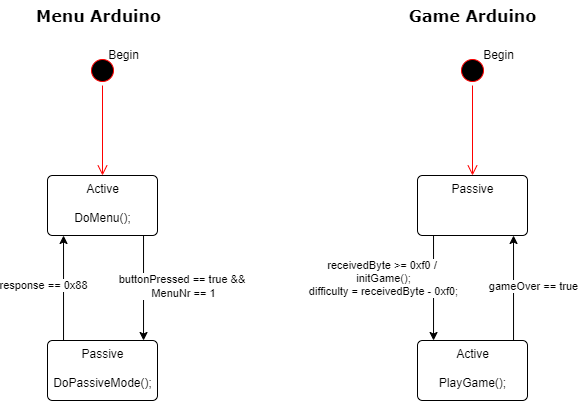 Menu Arduino
Game Arduino
Begin
Begin
Active
DoMenu();
Passive
response == 0x88
buttonPressed == true &&
MenuNr == 1
receivedByte >= 0xf0 /
initGame();
difficulty = receivedByte - 0xf0;
gameOver == true
Passive
DoPassiveMode();
Active
PlayGame();